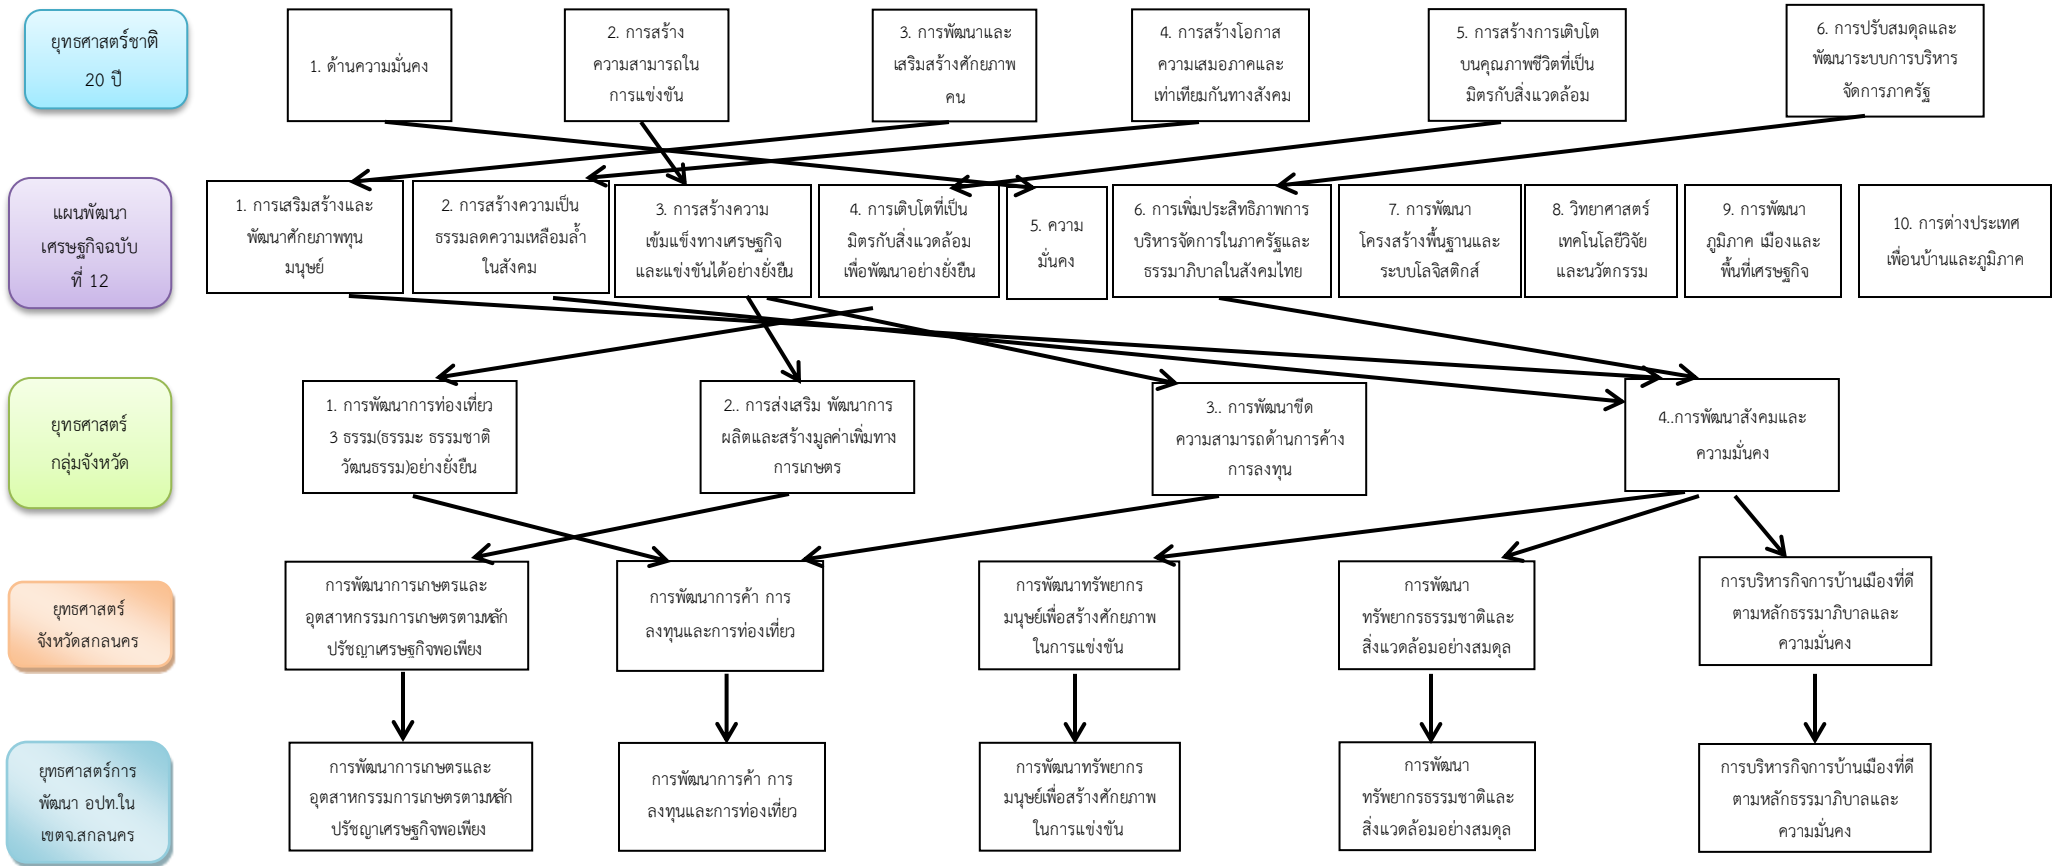 ยุทธศาสตร์ชาติ
20 ปี
1. ด้านความมั่นคง
2. การสร้าง
ความสามารถใน
การแข่งขัน
3. การพัฒนาและ
เสริมสร้างศักยภาพ
คน
4. การสร้างโอกาส
ความเสมอภาคและ
เท่าเทียมกันทางสังคม
5. การสร้างการเติบโต
บนคุณภาพชีวิตที่เป็น
มิตรกับสิ่งแวดล้อม
6. การปรับสมดุลและ
พัฒนาระบบการบริหาร
จัดการภาครัฐ
แผนพัฒนา
เศรษฐกิจฉบับ
ที่ 12
1. การเสริมสร้างและ
พัฒนาศักยภาพทุน
มนุษย์
2. การสร้างความเป็น
ธรรมลดความเหลือมล้ำ
ในสังคม
3. การสร้างความ
เข้มแข็งทางเศรษฐกิจ
และแข่งขันได้อย่างยั่งยืน
4. การเติบโตที่เป็น
มิตรกับสิ่งแวดล้อม
เพื่อพัฒนาอย่างยั่งยืน
5. ความ
มั่นคง
6. การเพิ่มประสิทธิภาพการ
บริหารจัดการในภาครัฐและ
ธรรมาภิบาลในสังคมไทย
7. การพัฒนา
โครงสร้างพื้นฐานและ
ระบบโลจิสติกส์
8. วิทยาศาสตร์
เทคโนโลยีวิจัย
และนวัตกรรม
9. การพัฒนา
ภูมิภาค เมืองและ
พื้นที่เศรษฐกิจ
10. การต่างประเทศ
เพื่อนบ้านและภูมิภาค
ยุทธศาสตร์
กลุ่มจังหวัด
1. การพัฒนาการท่องเที่ยว
3 ธรรม(ธรรมะ ธรรมชาติ
วัฒนธรรม)อย่างยั่งยืน
2.. การส่งเสริม พัฒนาการ
ผลิตและสร้างมูลค่าเพิ่มทาง
การเกษตร
3.. การพัฒนาขีด
ความสามารถด้านการค้าง
การลงทุน
4..การพัฒนาสังคมและ
ความมั่นคง
ยุทธศาสตร์
จังหวัดสกลนคร
การพัฒนาการเกษตรและ
อุตสาหกรรมการเกษตรตามหลัก
ปรัชญาเศรษฐกิจพอเพียง
การพัฒนาการค้า การ
ลงทุนและการท่องเที่ยว
การพัฒนาทรัพยากร
มนุษย์เพื่อสร้างศักยภาพ
ในการแข่งขัน
การพัฒนา
ทรัพยากรธรรมชาติและ
สิ่งแวดล้อมอย่างสมดุล
การบริหารกิจการบ้านเมืองที่ดี
ตามหลักธรรมาภิบาลและ
ความมั่นคง
ยุทธศาสตร์การ
พัฒนา อปท.ใน
เขตจ.สกลนคร
การพัฒนาการเกษตรและ
อุตสาหกรรมการเกษตรตามหลัก
ปรัชญาเศรษฐกิจพอเพียง
การพัฒนาการค้า การ
ลงทุนและการท่องเที่ยว
การพัฒนาทรัพยากร
มนุษย์เพื่อสร้างศักยภาพ
ในการแข่งขัน
การพัฒนา
ทรัพยากรธรรมชาติและ
สิ่งแวดล้อมอย่างสมดุล
การบริหารกิจการบ้านเมืองที่ดี
ตามหลักธรรมาภิบาลและ
ความมั่นคง